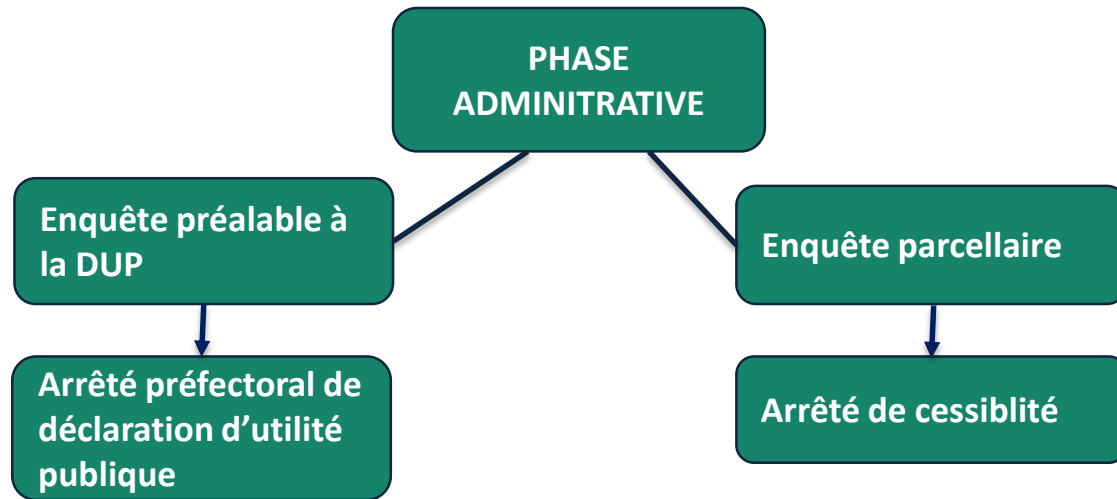 PHASE
ADMINITRATIVE
Enquête préalable à
la DUP
Enquête parcellaire
Arrêté préfectoral de
déclaration d’utilité
publique
Arrêté de cessiblité